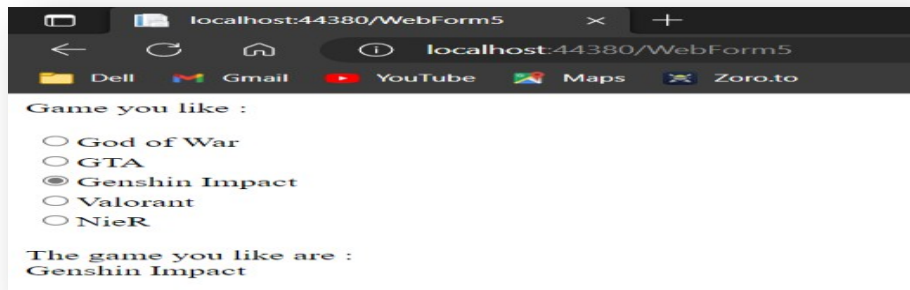 localhost:44380/WebForm5
localhost:44380/WebForm5
Dell Gmail YouTube Maps Zoro.to
Game you like :
God of War
GTA
Genshin Impact
Valorant
NieR
The game you like are :
Genshin Impact